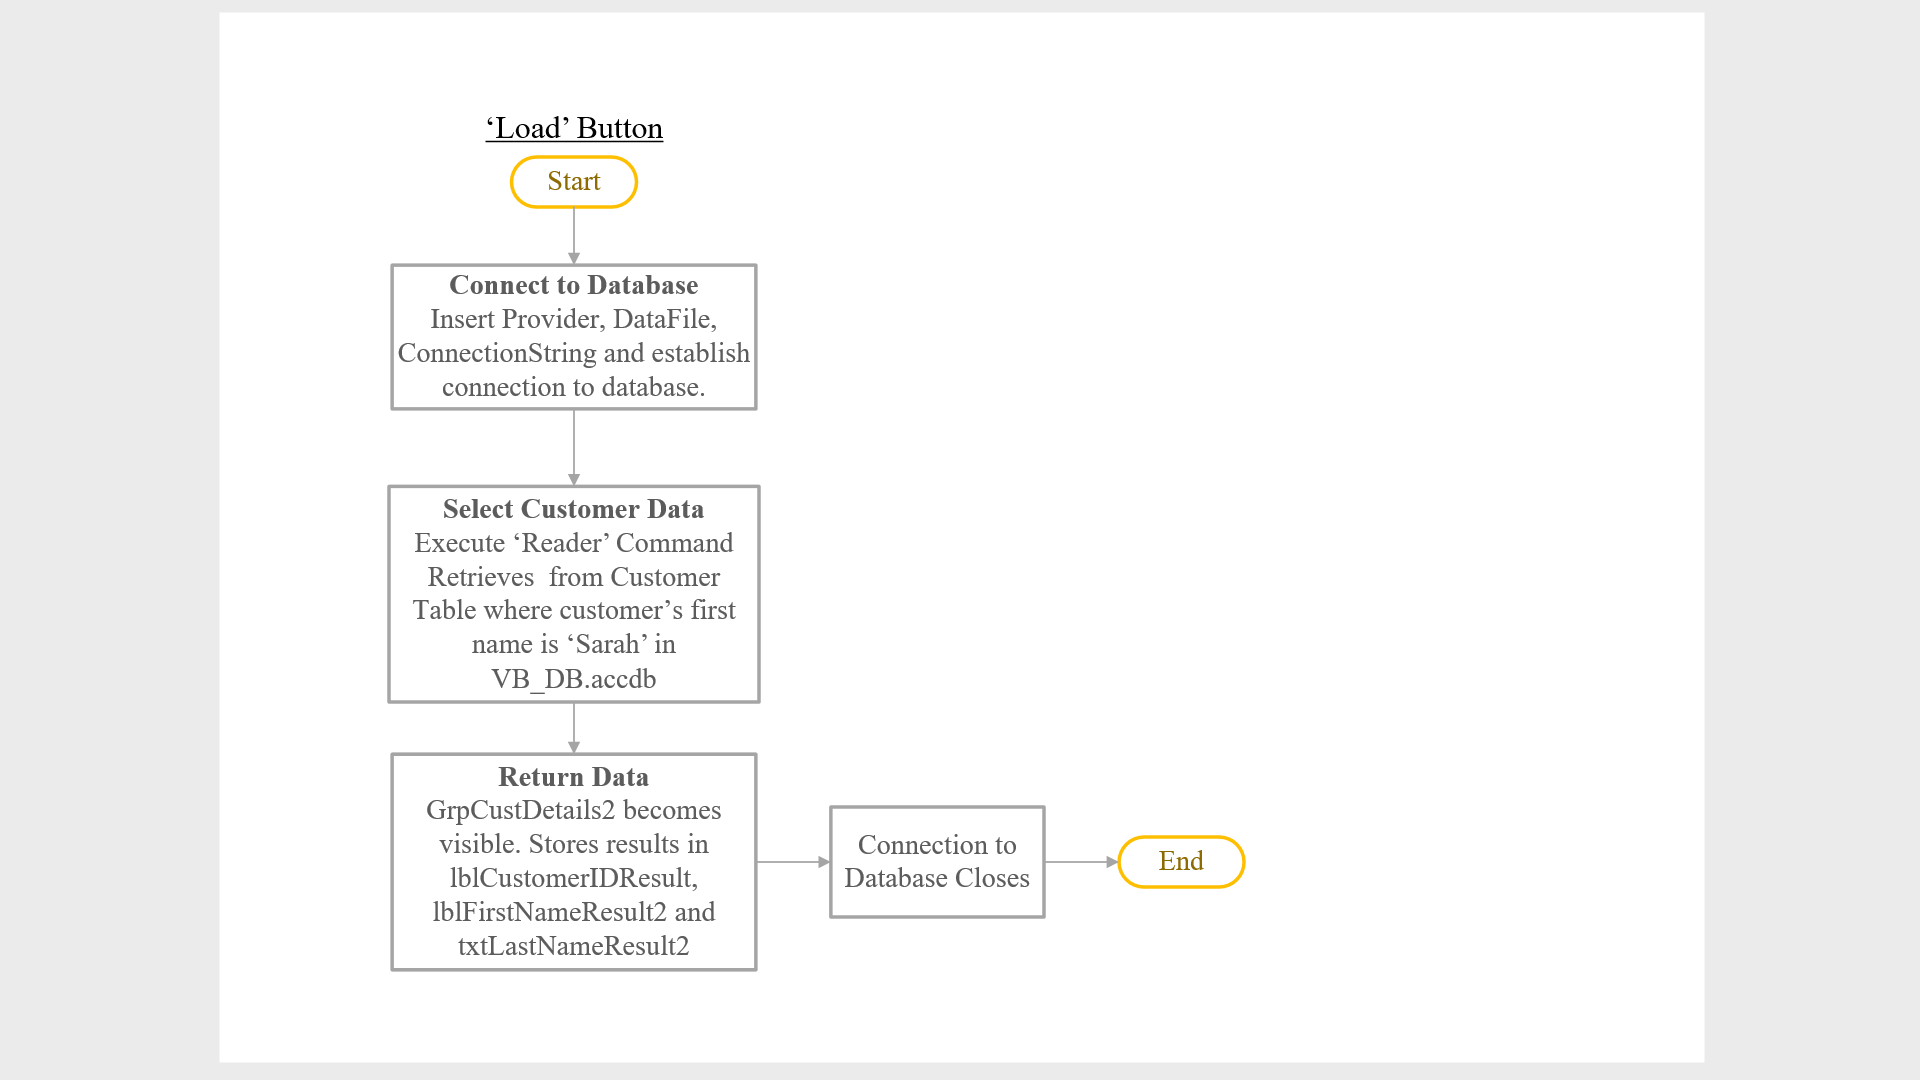 ‘Load’ Button
Start
Connect to Database
Insert Provider, DataFile,
ConnectionString and establish
connection to database.
Select Customer Data
Execute ‘Reader’ Command
Retrieves  from Customer
Table where customer’s first
name is ‘Sarah’ in
VB_DB.accdb
Return Data
GrpCustDetails2 becomes
visible. Stores results in
lblCustomerIDResult,
lblFirstNameResult2 and
txtLastNameResult2
Connection to
Database Closes
End